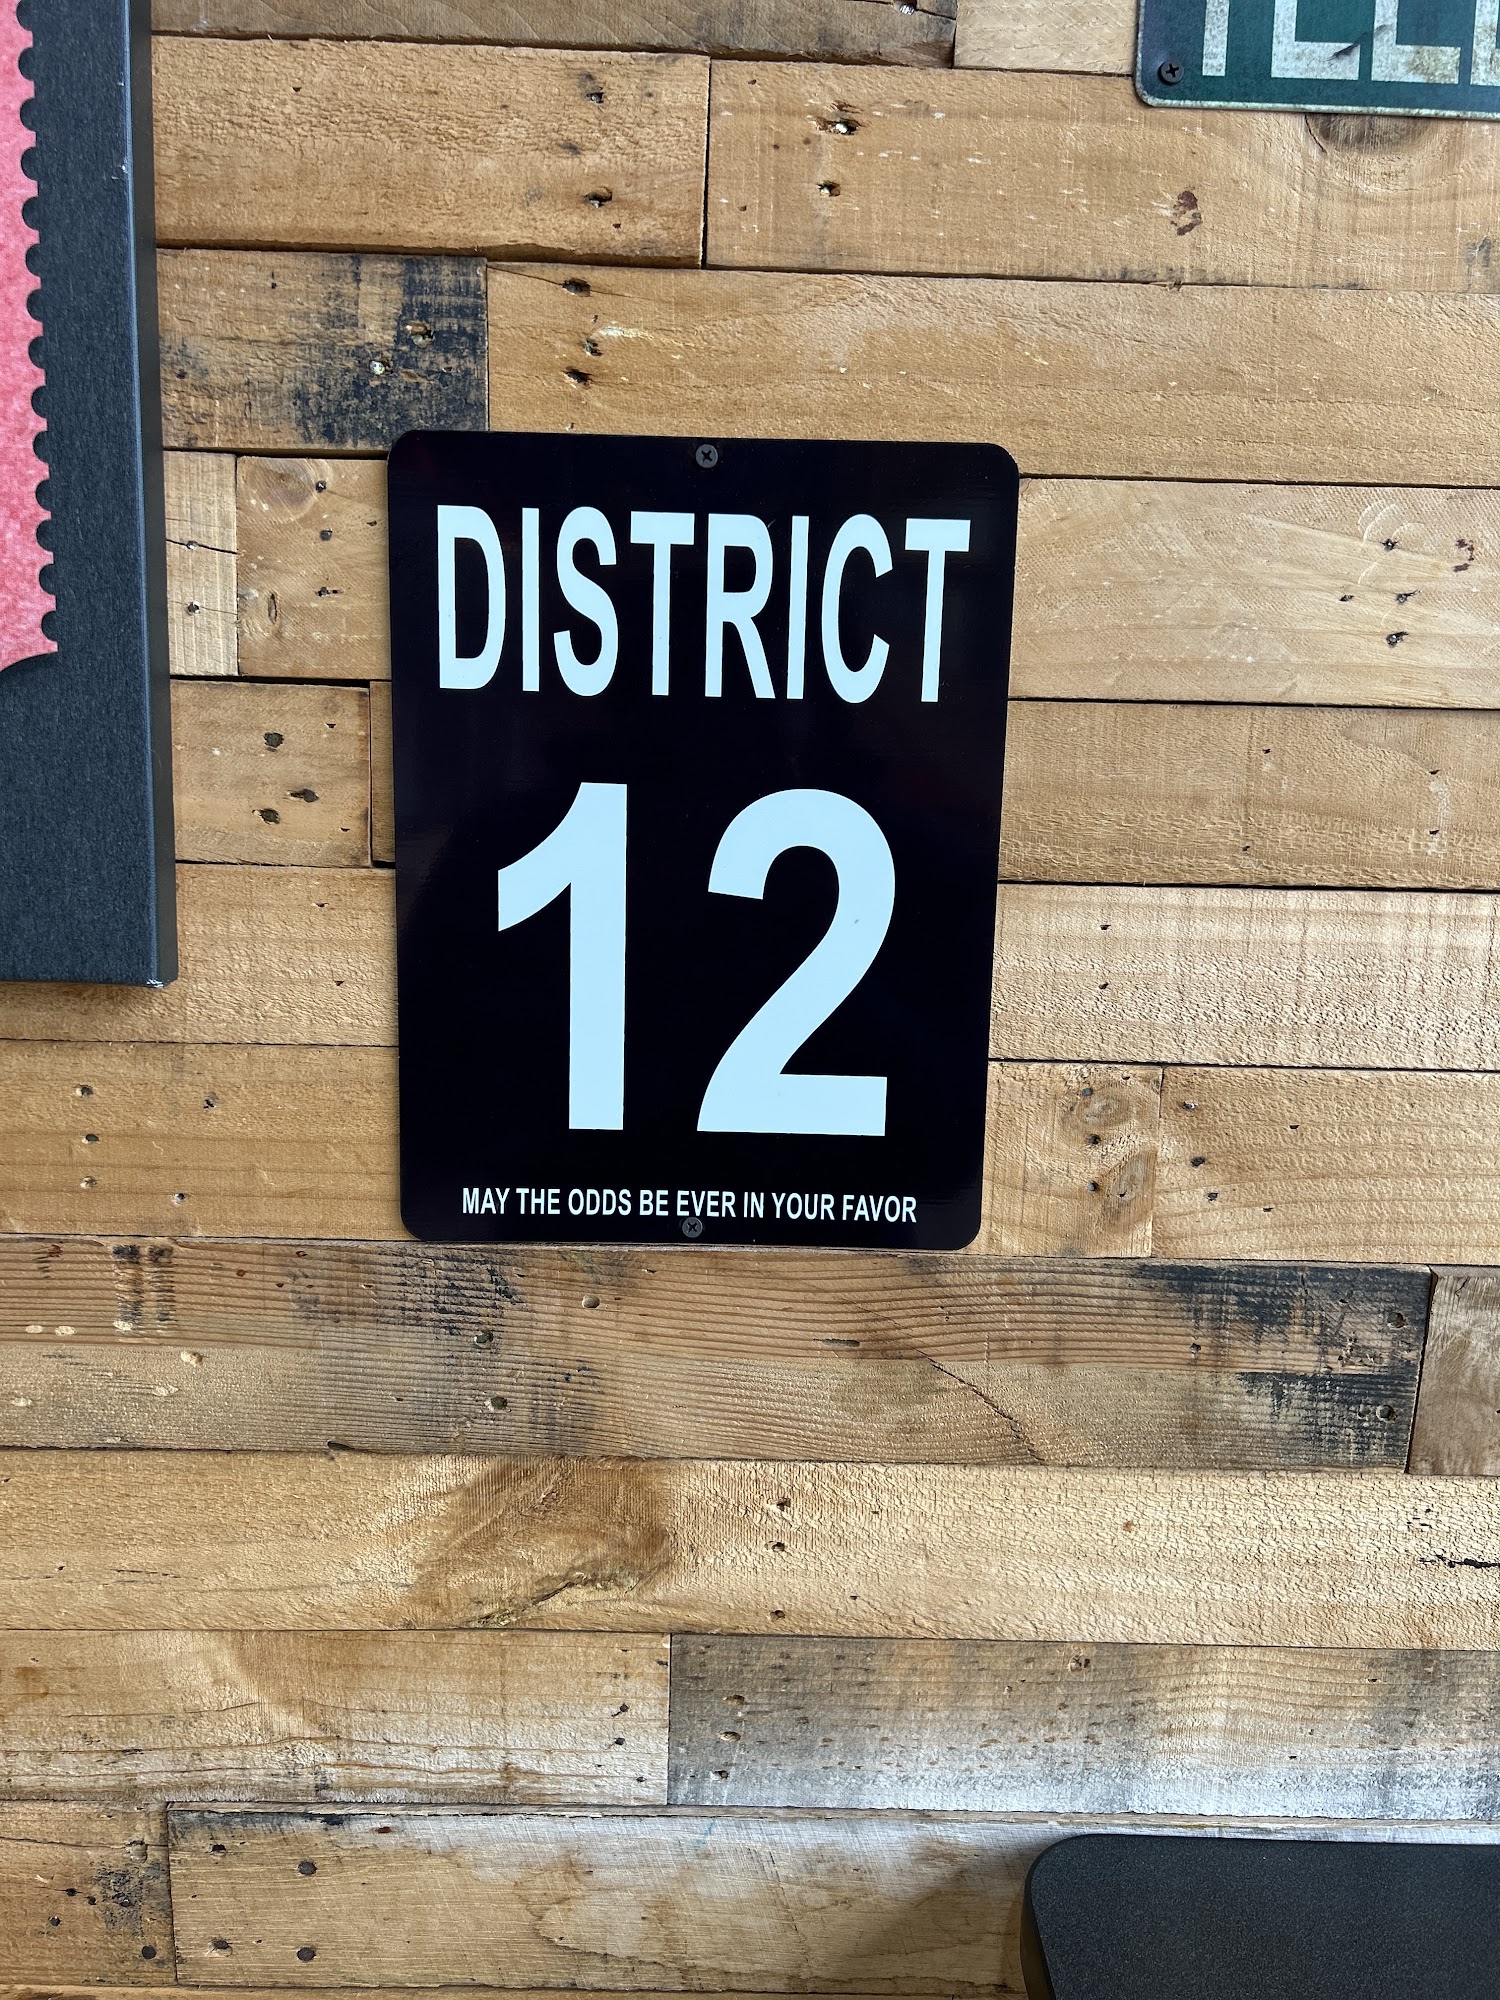 DISTRICT
12
MAY THE ODDS BE EVER IN YOUR FAVOR